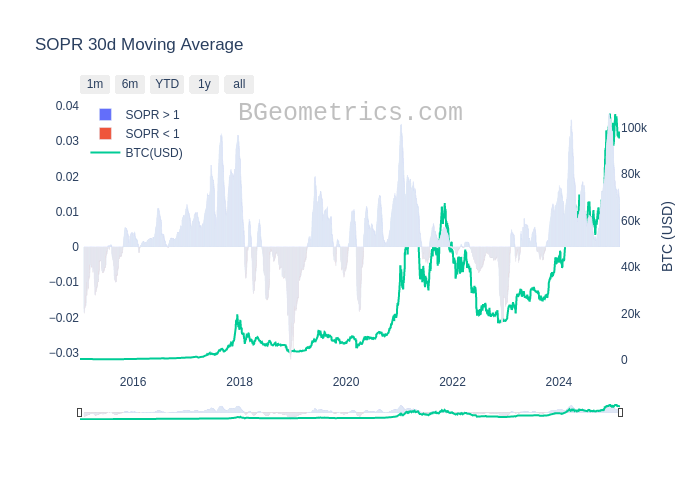 SOPR 30d Moving Average
1m 6m YTD 1y all
BGeometrics.com
SOPR > 1
SOPR < 1
BTC(USD)
0.04
0.03
0.02
0.01
0
−0.01
−0.02
−0.03
100k
80k
60k
40k
20k
0
BTC (USD)
2016 2018 2020 2022 2024